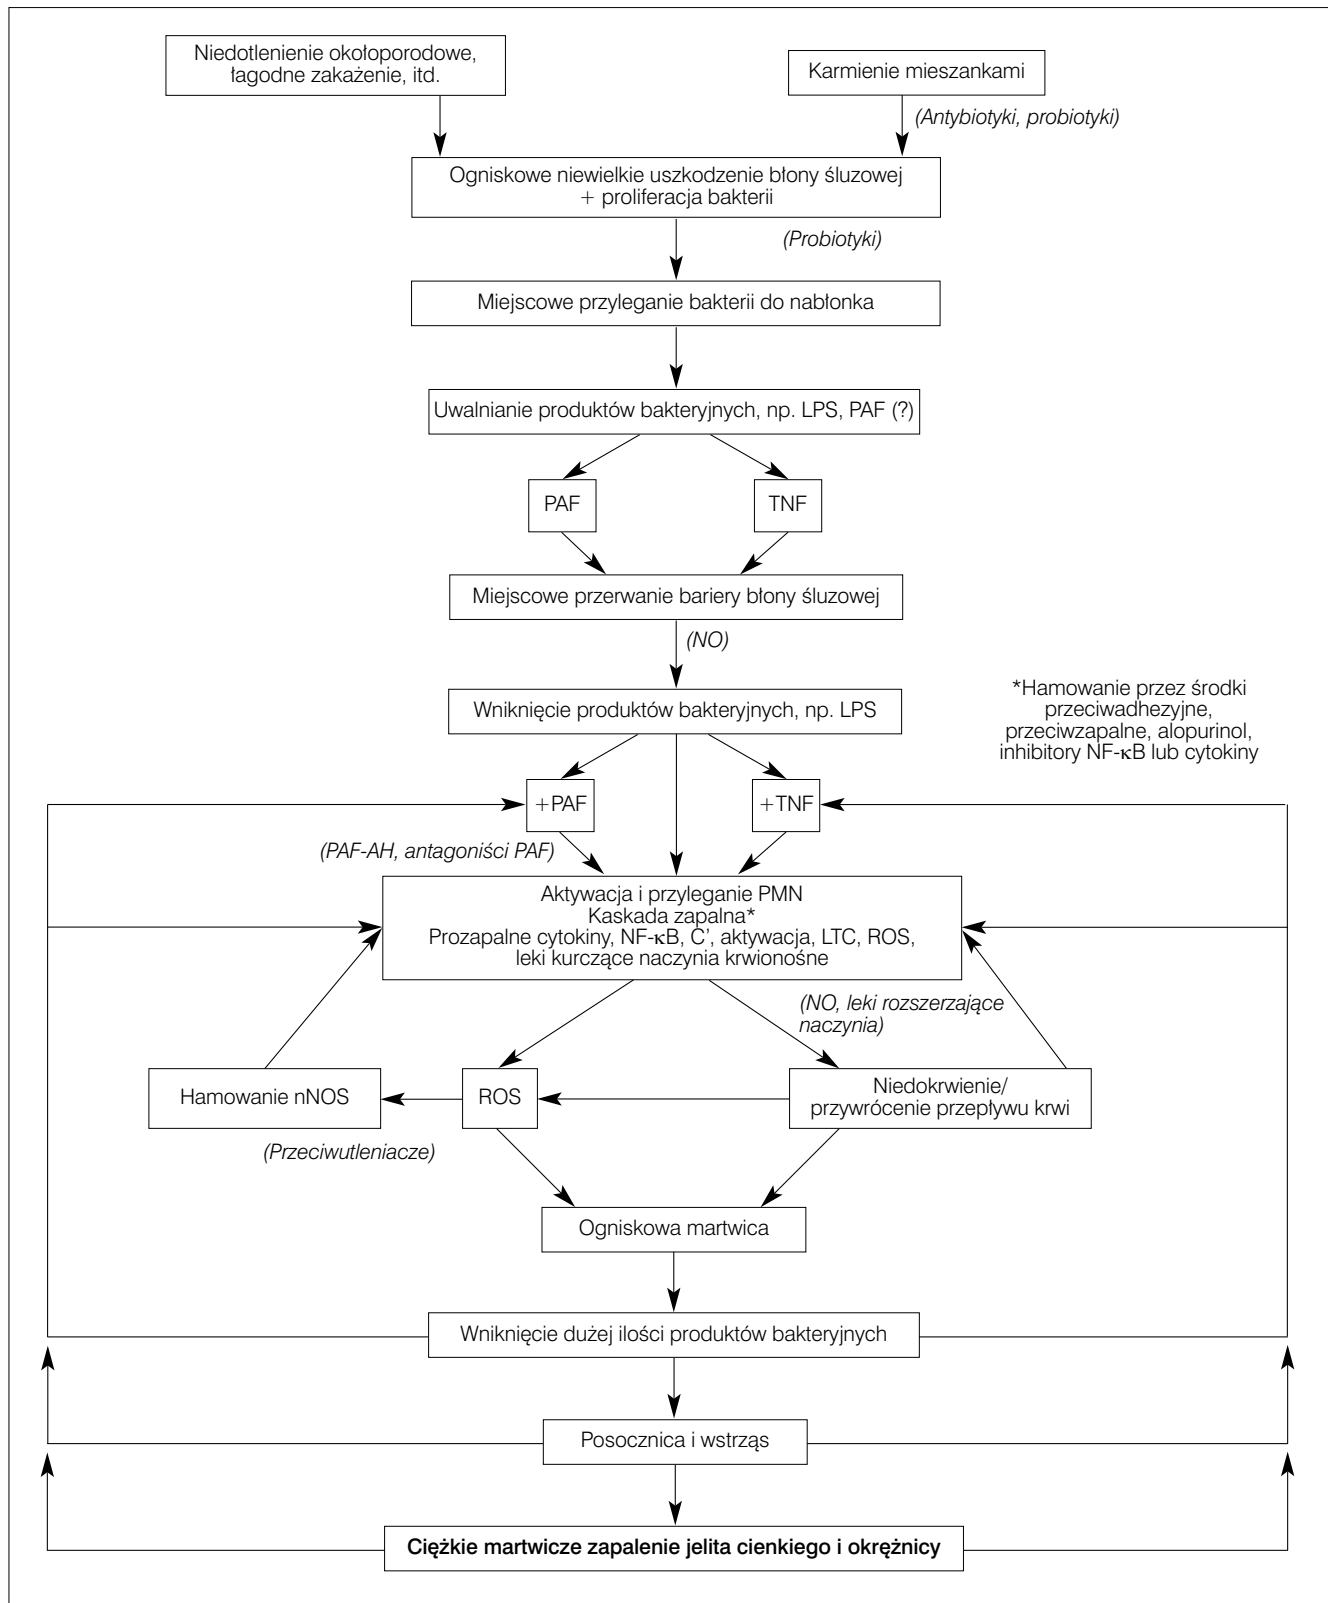 Niedotlenienie okołoporodowe,
łagodne zakażenie, itd.
Karmienie mieszankami
(Antybiotyki, probiotyki)
Ogniskowe niewielkie uszkodzenie błony śluzowej
+ proliferacja bakterii
(Probiotyki)
Miejscowe przyleganie bakterii do nabłonka
Uwalnianie produktów bakteryjnych, np. LPS, PAF (?)
PAF
TNF
Miejscowe przerwanie bariery błony śluzowej
(NO)
Wniknięcie produktów bakteryjnych, np. LPS
*Hamowanie przez środki
przeciwadhezyjne,
przeciwzapalne, alopurinol,
inhibitory NF-κB lub cytokiny
+PAF
+TNF
(PAF-AH, antagoniści PAF)
Aktywacja i przyleganie PMN
Kaskada zapalna*
Prozapalne cytokiny, NF-κB, C’, aktywacja, LTC, ROS,
leki kurczące naczynia krwionośne
(NO, leki rozszerzające
naczynia)
Hamowanie nNOS
ROS
Niedokrwienie/
przywrócenie przepływu krwi
(Przeciwutleniacze)
Ogniskowa martwica
Wniknięcie dużej ilości produktów bakteryjnych
Posocznica i wstrząs
Ciężkie martwicze zapalenie jelita cienkiego i okrężnicy